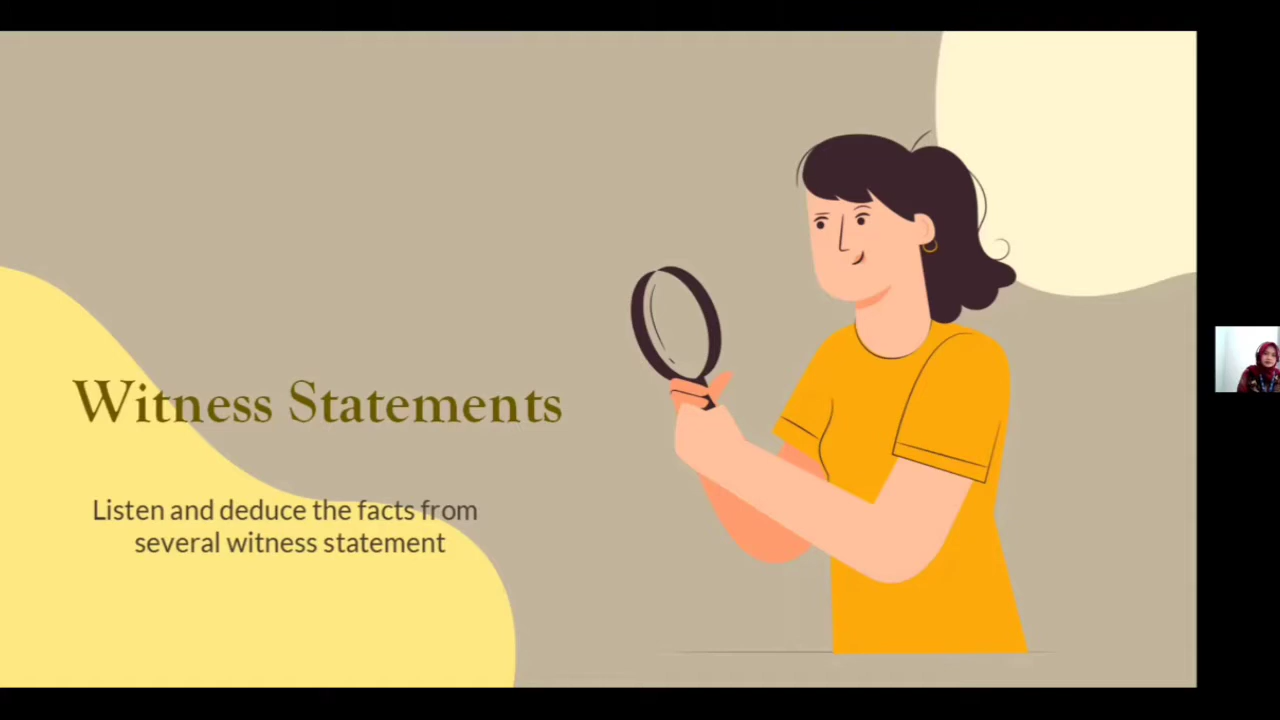 Witness Statements
Listen and deduce the facts from
several witness statement